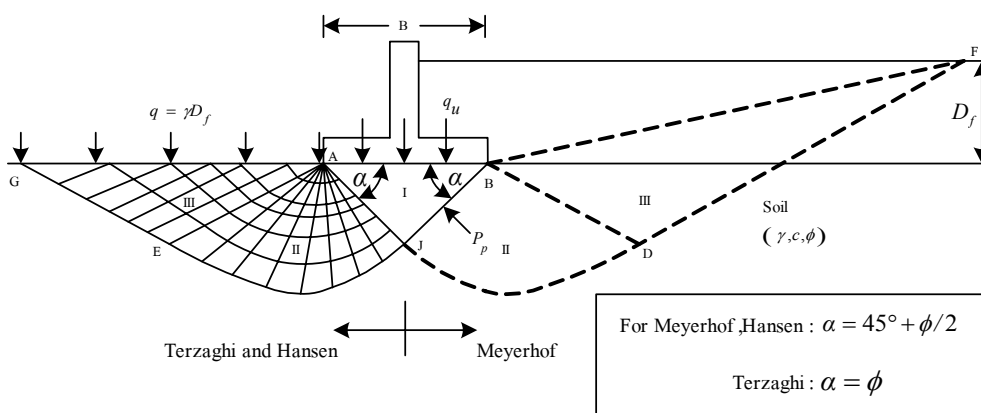 B
F
q = γD_f
q_u
D_f
A
G
α
α
B
I
III
III
Soil
(γ,c,φ)
E
II
J
P_p
II
D
For Meyerhof ,Hansen : α = 45° + φ/2
Terzaghi and Hansen
Meyerhof
Terzaghi : α = φ